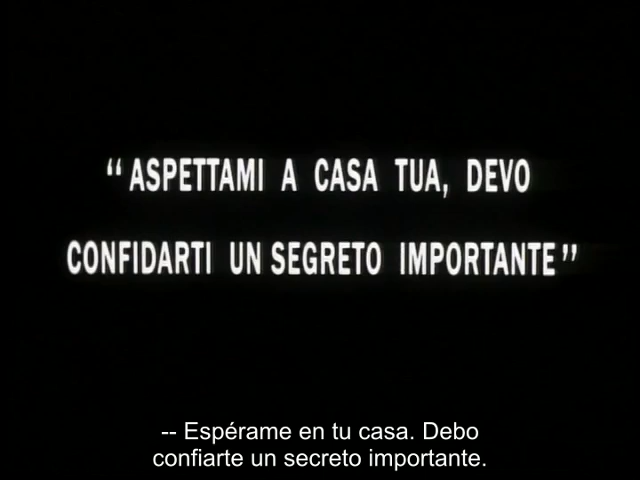 “ASPETTAMI A CASA TUA, DEVO
CONFIDARTI UN SEGRETO IMPORTANTE”
-- Espérame en tu casa. Debo
confiarte un secreto importante.